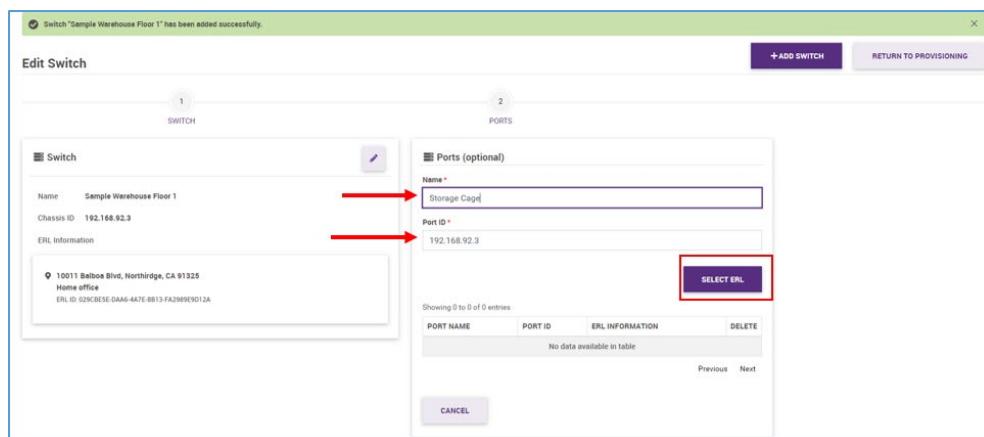 Switch "Sample Warehouse Floor 1" has been added successfully.
Edit Switch
+ ADD SWITCH
RETURN TO PROVISIONING
1
SWITCH
2
PORTS
Switch
Name Sample Warehouse Floor 1
Chassis ID 192.168.92.3
ERL Information
10011 Balboa Blvd, Northirdge, CA 91325
Home office
ERL ID: 029CBE5E-DAA6-4A7E-8B13-FA2989E9D12A
Ports (optional)
Name *
Storage Cage
Port ID *
192.168.92.3
SELECT ERL
Showing 0 to 0 of 0 entries
PORT NAME PORT ID ERL INFORMATION DELETE
No data available in table
Previous Next
CANCEL